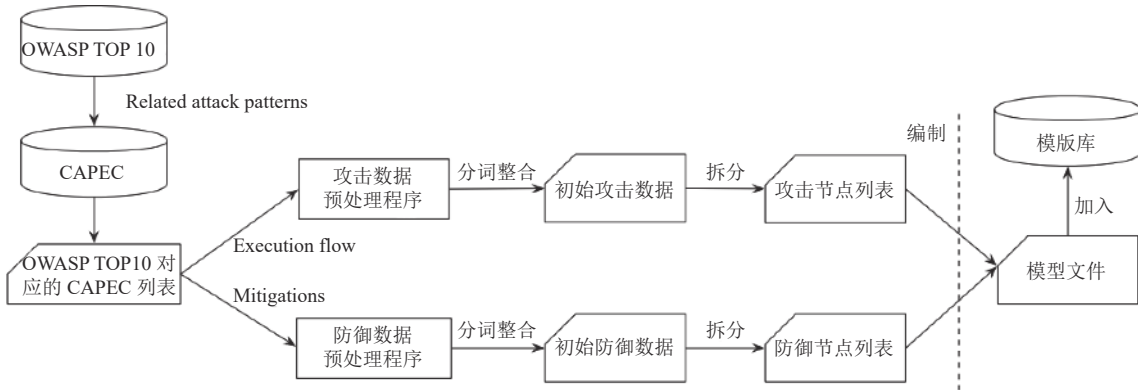 OWASP TOP 10
Related attack patterns
CAPEC
OWASP TOP10 对
应的 CAPEC 列表
Execution flow
Mitigations
攻击数据
预处理程序
分词整合
初始攻击数据
拆分
攻击节点列表
防御数据
预处理程序
分词整合
初始防御数据
拆分
防御节点列表
编制
模版库
加入
模型文件